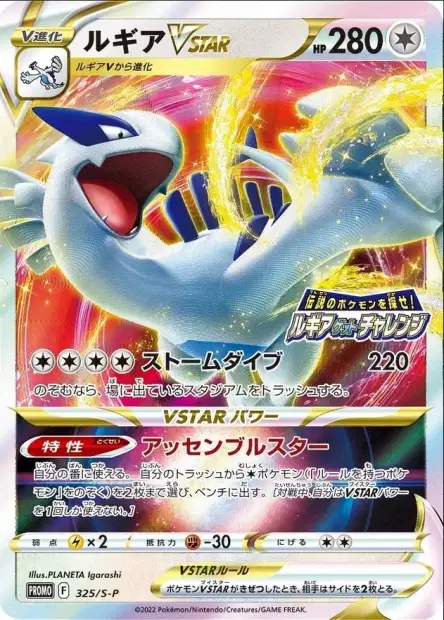 V進化
ルギアVSTAR
HP 280
ルギアVから進化
伝説のポケモンを探せ!
ルギアゲットチャレンジ
ストームダイブ 220
のぞむなら、場に出ているスタジアムをトラッシュする。
VSTARパワー
特性 アッセンブルスター
自分の番に使える。自分のトラッシュからポケモン(「ルールを持つポケ
モン」をのぞく)を2枚まで選び、ベンチに出す。[対戦中、自分はVSTARパワー
を1回しか使えない。]
弱点 ×2 抵抗力 -30 にげる
Illus.PLANETA Igarashi
VSTARルール
PROMO F 325/S-P
ポケモンVSTARがきぜつしたとき、相手はサイドを2枚とる。
©2022 Pokémon/Nintendo/Creatures/GAME FREAK.